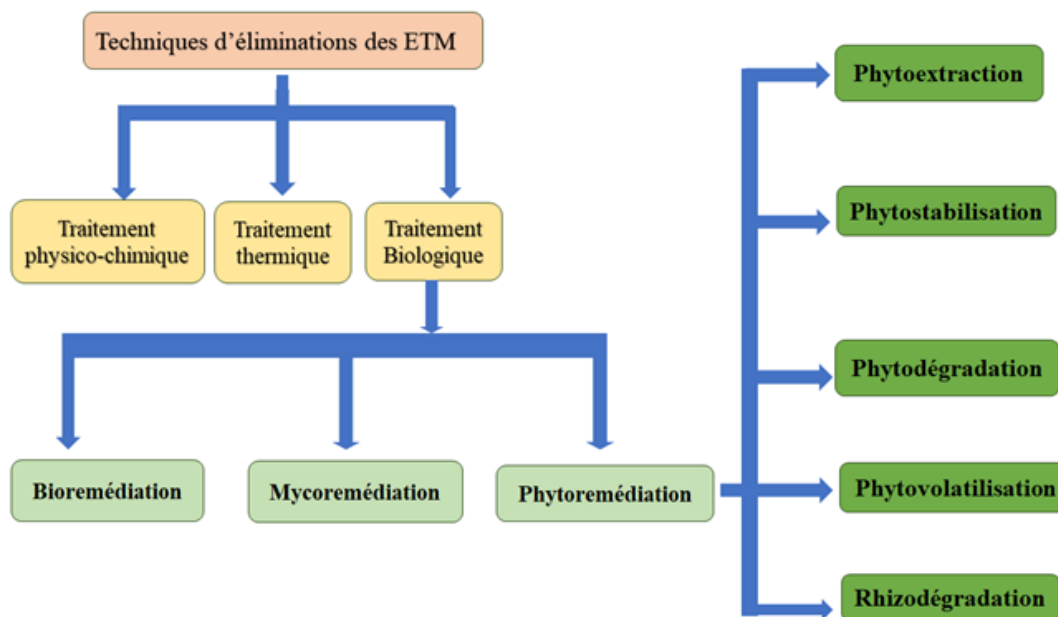 Techniques d'éliminations des ETM
Traitement
physico-chimique
Traitement
thermique
Traitement
Biologique
Bioremédiation
Mycoremédiation
Phytoremédiation
Phytoextraction
Phytostabilisation
Phytodégradation
Phytovolatilisation
Rhizodégradation